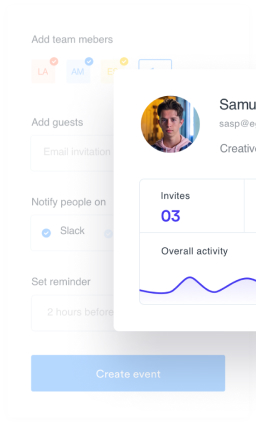 Add team mebers
LA
AM
Samu
sasp@e
Creativ
Add guests
Email invitation
Invites
03
Notify people on
Slack
Overall activity
Set reminder
2 hours before
Create event